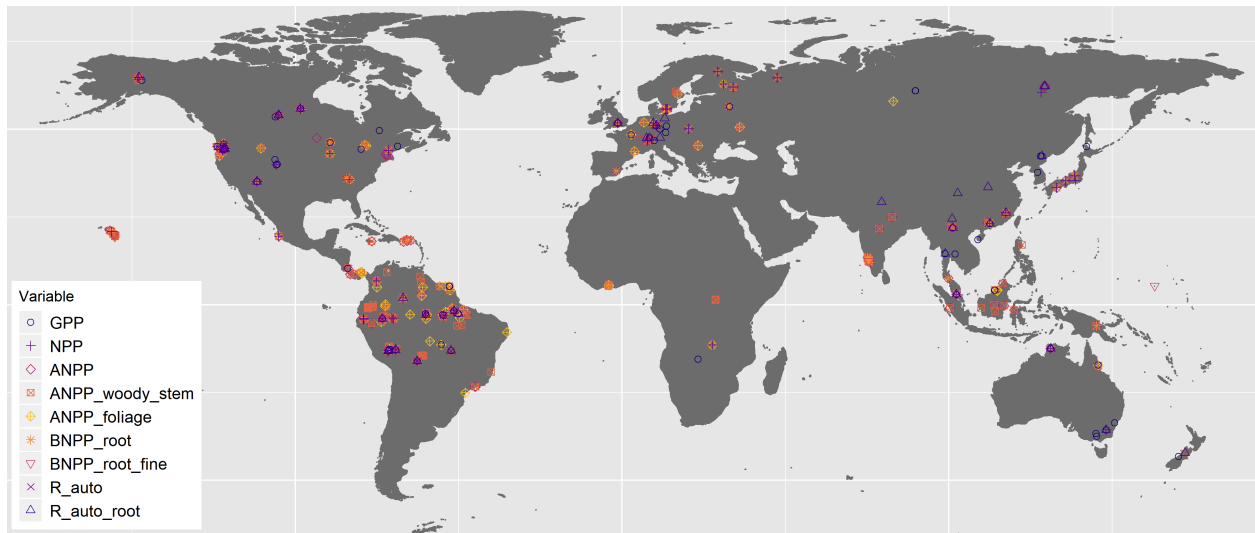 Variable
GPP
NPP
ANPP
ANPP_woody_stem
ANPP_foliage
BNPP_root
BNPP_root_fine
R_auto
R_auto_root